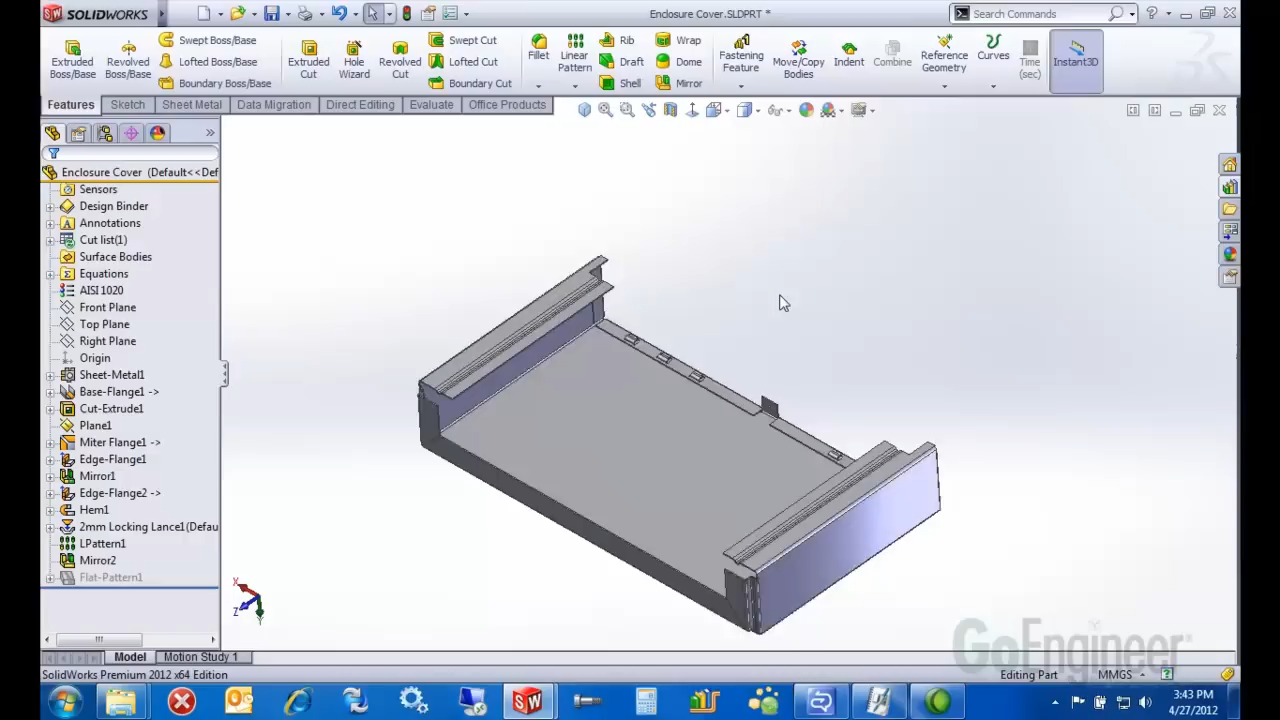 SOLIDWORKS
Enclosure Cover.SLDPRT *
Search Commands
Extruded Boss/Base
Revolved Boss/Base
Swept Boss/Base
Lofted Boss/Base
Boundary Boss/Base
Extruded Cut
Hole Wizard
Revolved Cut
Swept Cut
Lofted Cut
Boundary Cut
Fillet
Linear Pattern
Rib
Draft
Shell
Wrap
Dome
Mirror
Fastening Feature
Move/Copy Bodies
Indent
Combine
Reference Geometry
Curves
Time (sec)
Instant3D
Features
Sketch
Sheet Metal
Data Migration
Direct Editing
Evaluate
Office Products
Enclosure Cover (Default<<Def
Sensors
Design Binder
Annotations
Cut list(1)
Surface Bodies
Equations
AISI 1020
Front Plane
Top Plane
Right Plane
Origin
Sheet-Metal1
Base-Flange1 ->
Cut-Extrude1
Plane1
Miter Flange1 ->
Edge-Flange1
Mirror1
Edge-Flange2 ->
Hem1
2mm Locking Lance1(Defau
LPattern1
Mirror2
Flat-Pattern1
X
Z
Y
GoEngineer
Model
Motion Study 1
SolidWorks Premium 2012 x64 Edition
Editing Part
MMGS
3:43 PM
4/27/2012